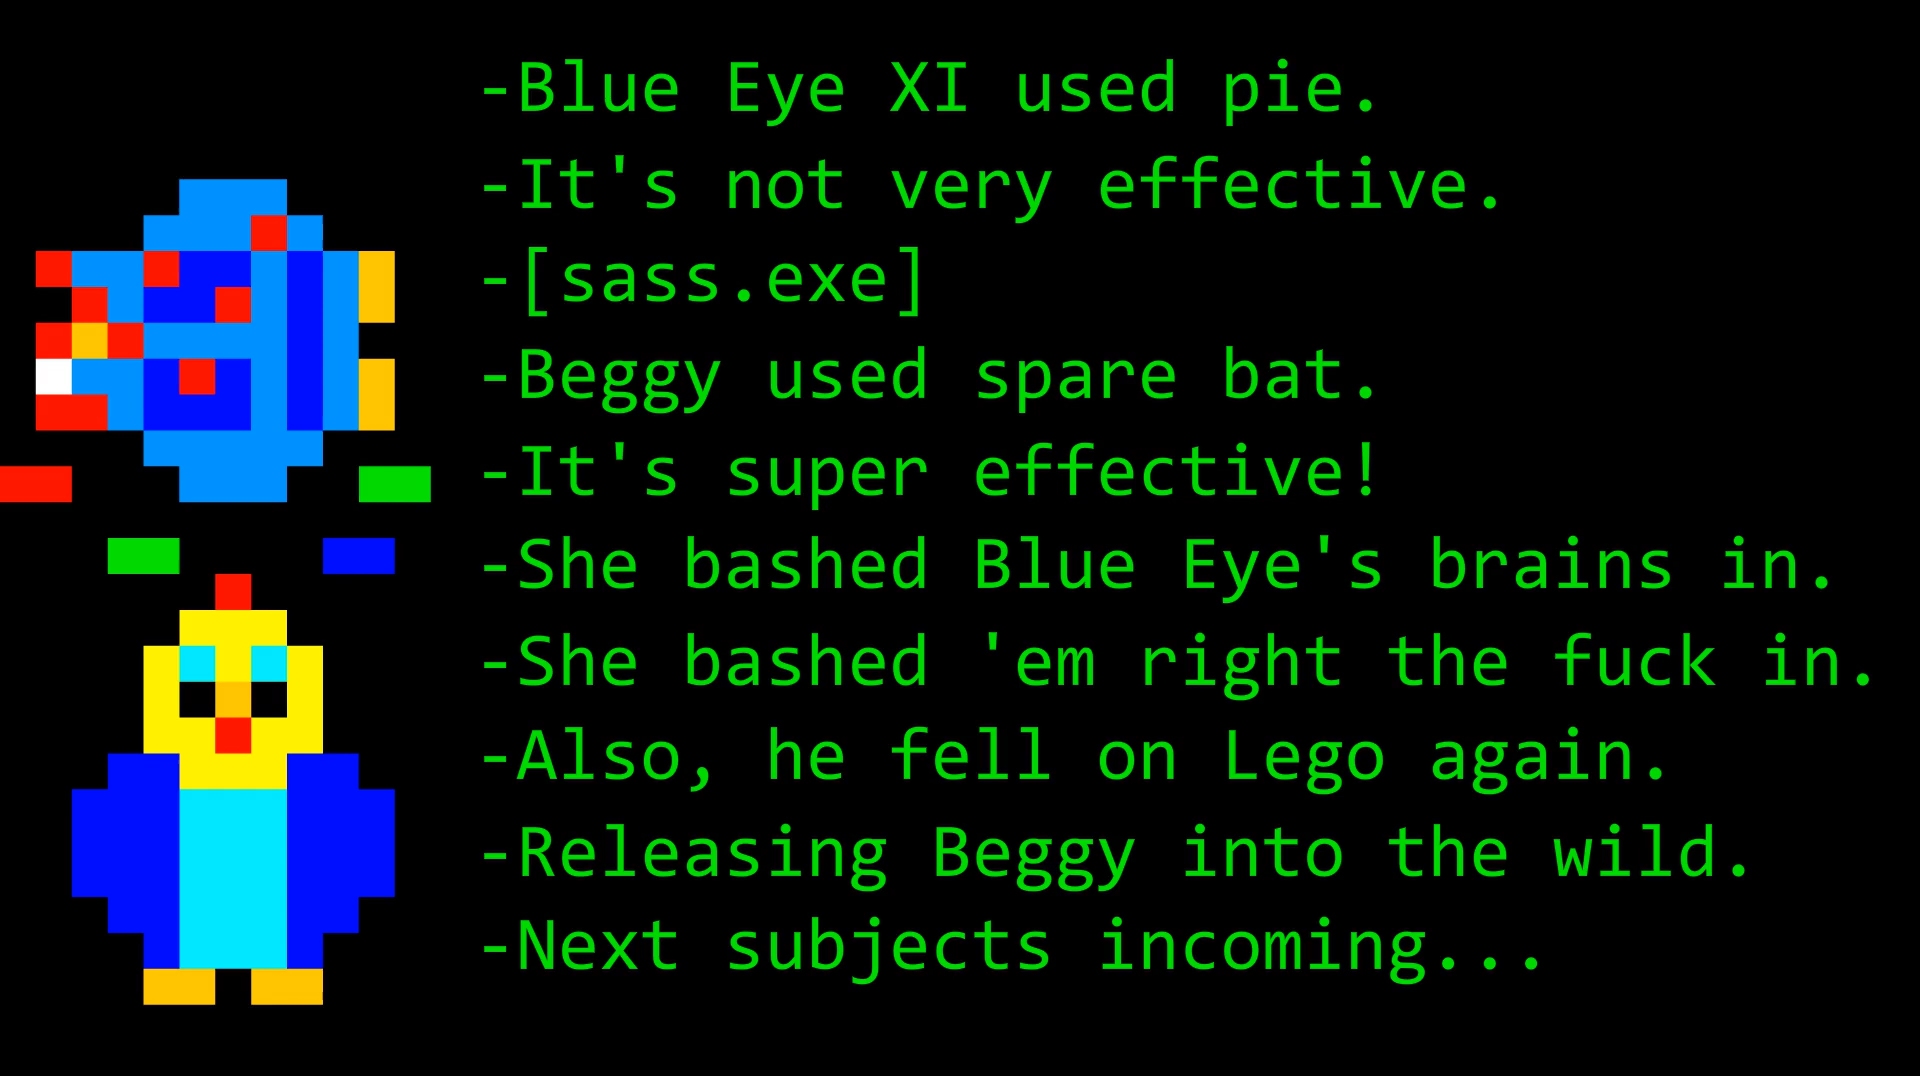 -Blue Eye XI used pie.
-It's not very effective.
-[sass.exe]
-Beggy used spare bat.
-It's super effective!
-She bashed Blue Eye's brains in.
-She bashed 'em right the fuck in.
-Also, he fell on Lego again.
-Releasing Beggy into the wild.
-Next subjects incoming...